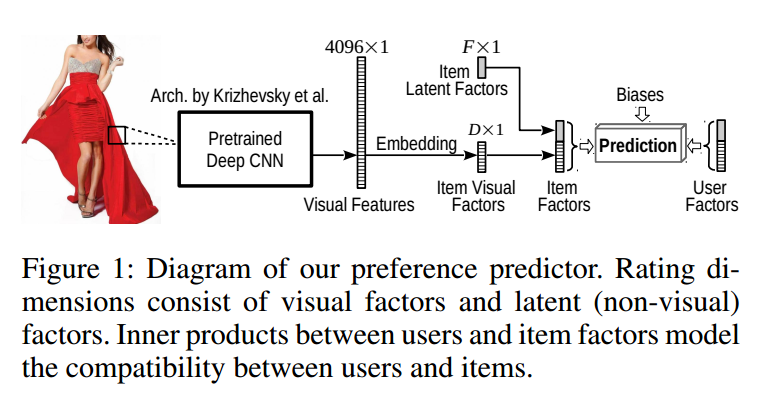 4096×1
F×1
Item
Latent Factors
Arch. by Krizhevsky et al.
Biases
Pretrained
Deep CNN
Embedding
D×1
Prediction
Visual Features
Item Visual
Factors
Item
Factors
User
Factors
Figure 1: Diagram of our preference predictor. Rating di-
mensions consist of visual factors and latent (non-visual)
factors. Inner products between users and item factors model
the compatibility between users and items.